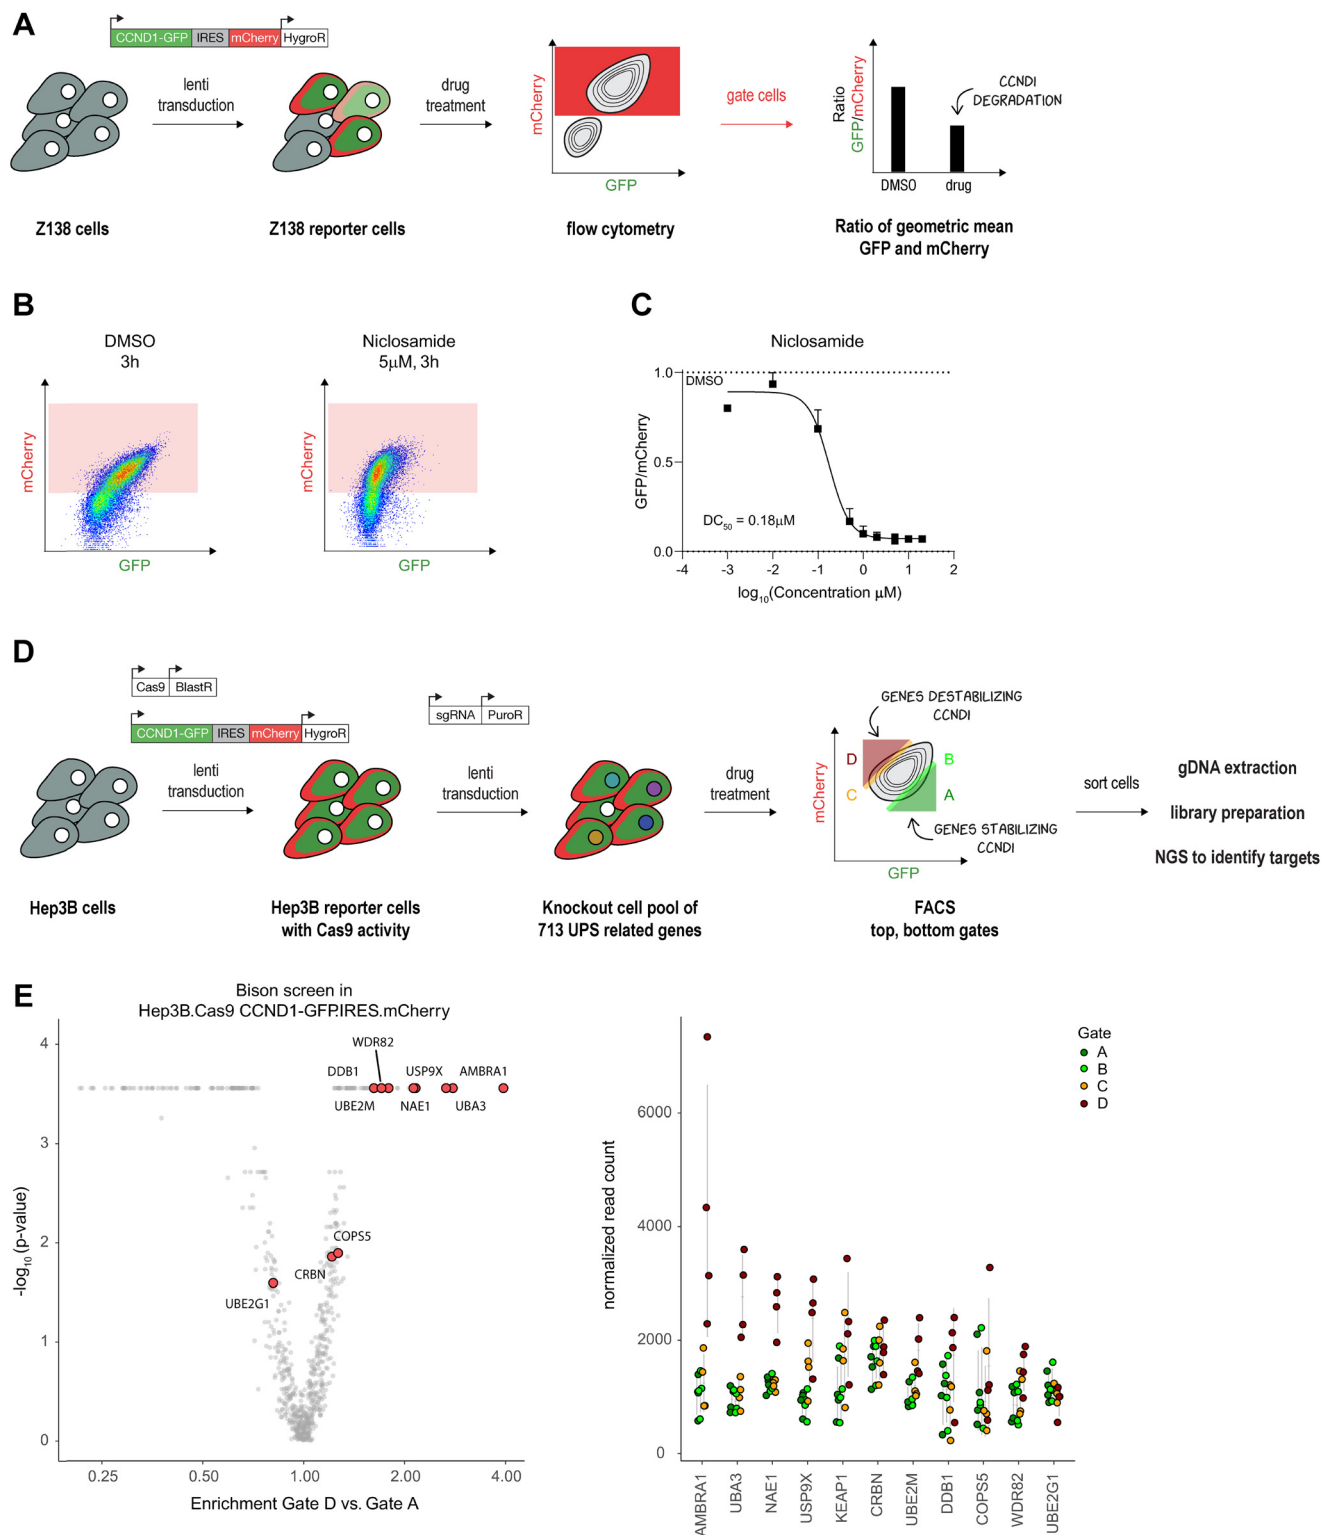 A
CCND1-GFP IRES mCherry HygroR
lenti
transduction
drug
treatment
mCherry
GFP
gate cells
Ratio
GFP/mCherry
CCND1
DEGRADATION
DMSO drug
Z138 cells
Z138 reporter cells
flow cytometry
Ratio of geometric mean
GFP and mCherry
B
DMSO
3h
mCherry
GFP
Niclosamide
5µM, 3h
mCherry
GFP
C
Niclosamide
GFP/mCherry
1.0
0.5
0.0
DMSO
DC50 = 0.18µM
-4 -3 -2 -1 0 1 2
log10(Concentration µM)
D
Cas9 BlastR
CCND1-GFP IRES mCherry HygroR
sgRNA PuroR
lenti
transduction
lenti
transduction
drug
treatment
GENES DESTABILIZING
CCND1
mCherry
D
B
C
A
GENES STABILIZING
CCND1
GFP
sort cells
gDNA extraction
library preparation
NGS to identify targets
Hep3B cells
Hep3B reporter cells
with Cas9 activity
Knockout cell pool of
713 UPS related genes
FACS
top, bottom gates
E
Bison screen in
Hep3B.Cas9 CCND1-GFP.IRES.mCherry
-log10 (p-value)
4
3
2
1
0
WDR82
DDB1 USP9X AMBRA1
UBE2M NAE1 UBA3
COPS5
CRBN
UBE2G1
0.25 0.50 1.00 2.00 4.00
Enrichment Gate D vs. Gate A
normalized read count
6000
4000
2000
0
Gate
A
B
C
D
AMBRA1
UBA3
NAE1
USP9X
KEAP1
CRBN
UBE2M
DDB1
COPS5
WDR82
UBE2G1